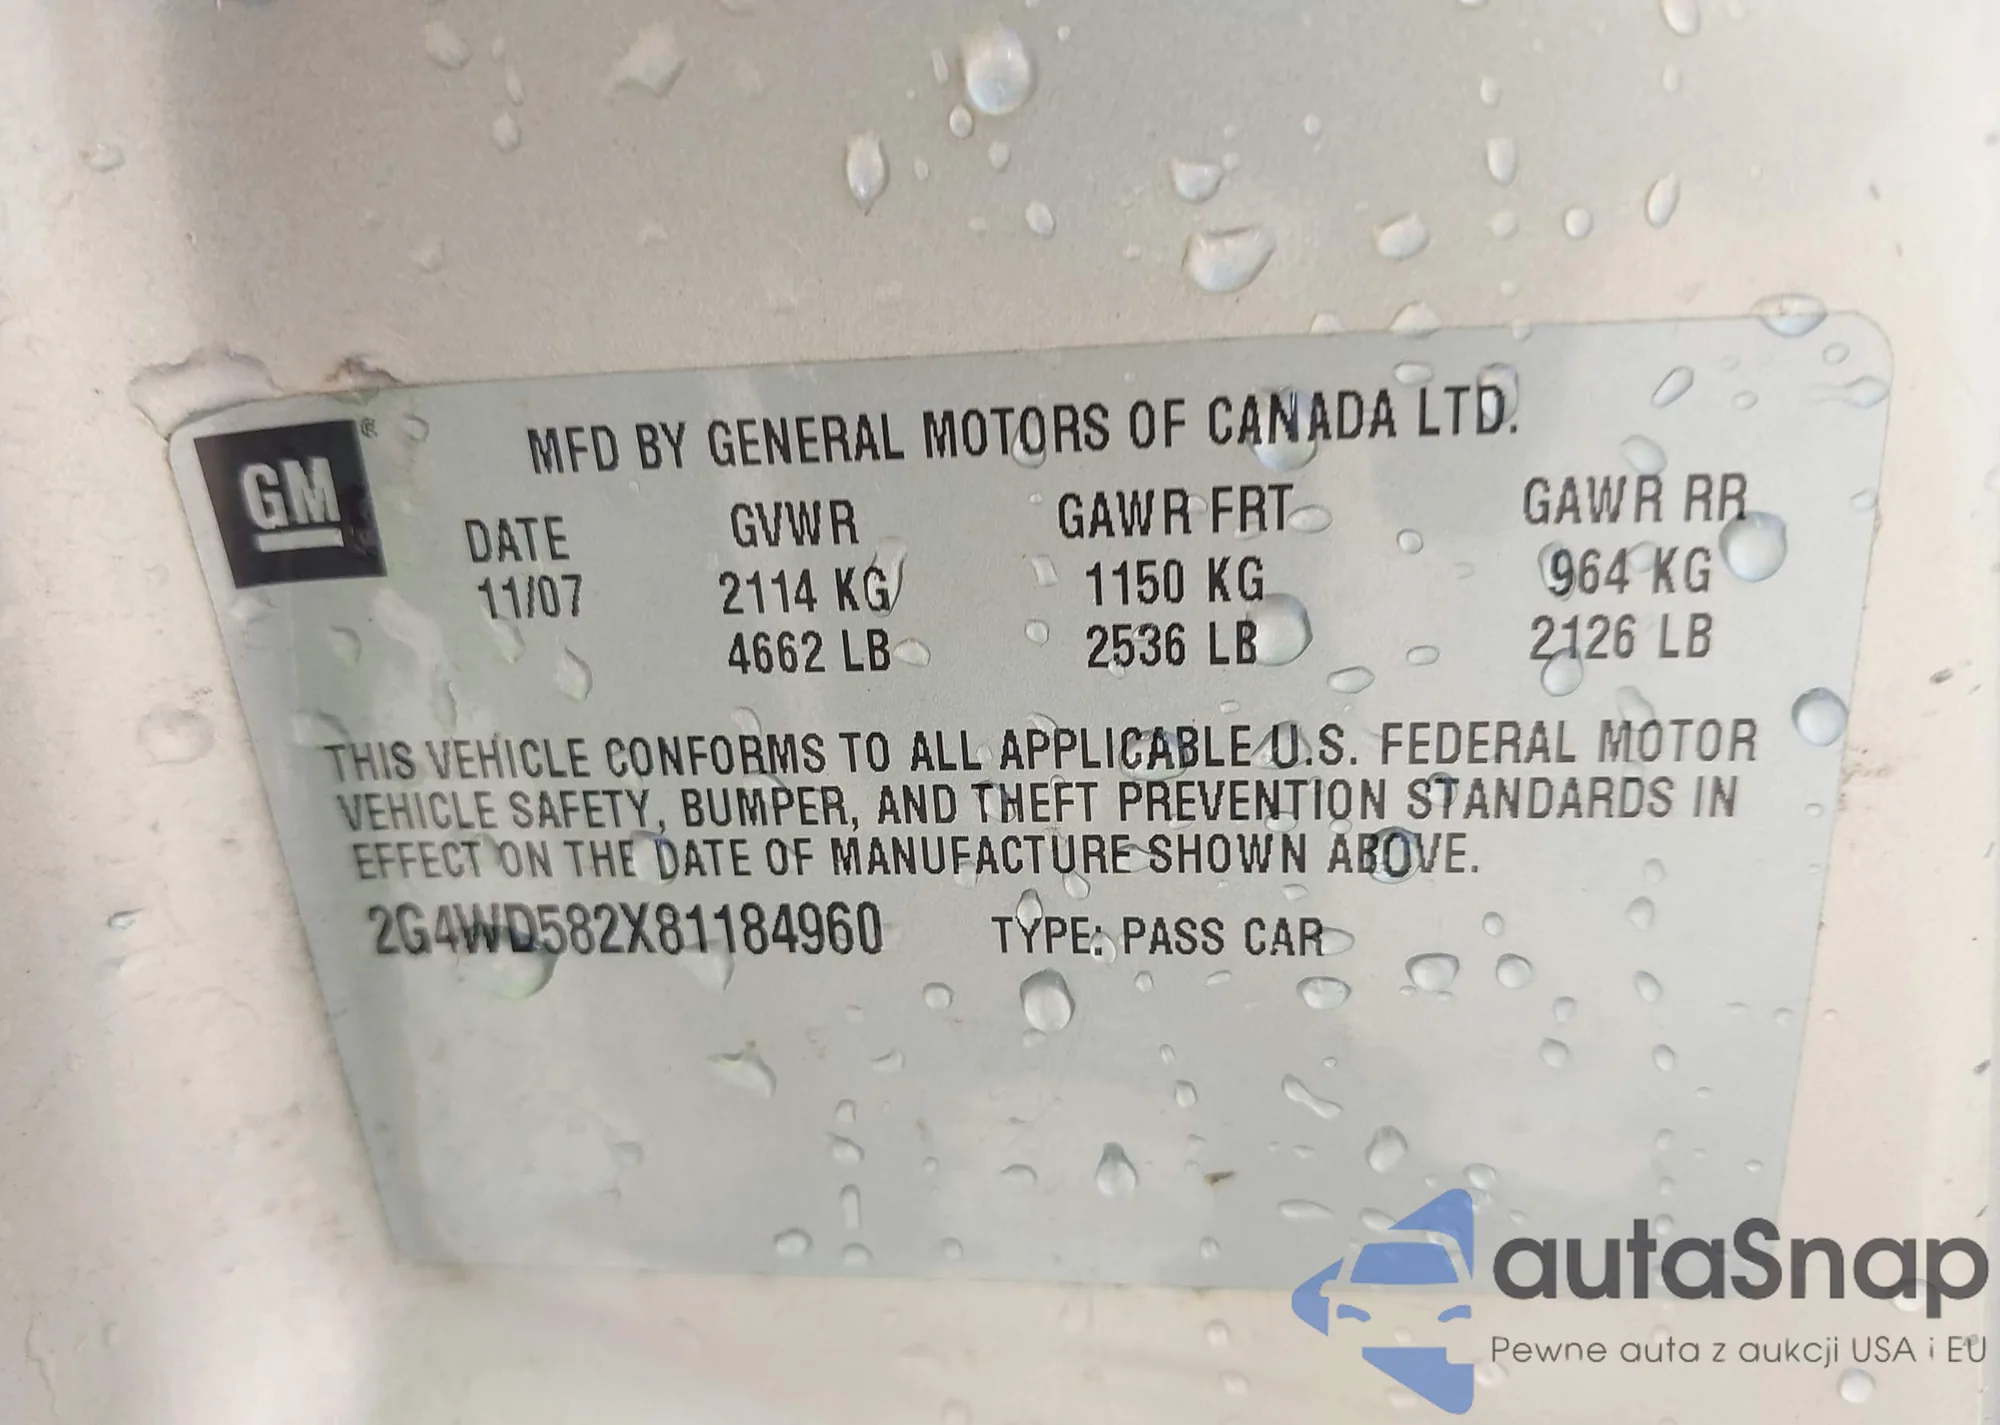 GM ®
MFD BY GENERAL MOTORS OF CANADA LTD.
DATE GVWR GAWR FRT GAWR RR
11/07 2114 KG 1150 KG 964 KG
4662 LB 2536 LB 2126 LB
THIS VEHICLE CONFORMS TO ALL APPLICABLE U.S. FEDERAL MOTOR
VEHICLE SAFETY, BUMPER, AND THEFT PREVENTION STANDARDS IN
EFFECT ON THE DATE OF MANUFACTURE SHOWN ABOVE.
2G4WD582X81184960 TYPE: PASS CAR
autaSnap
Pewne auta z aukcji USA i EU